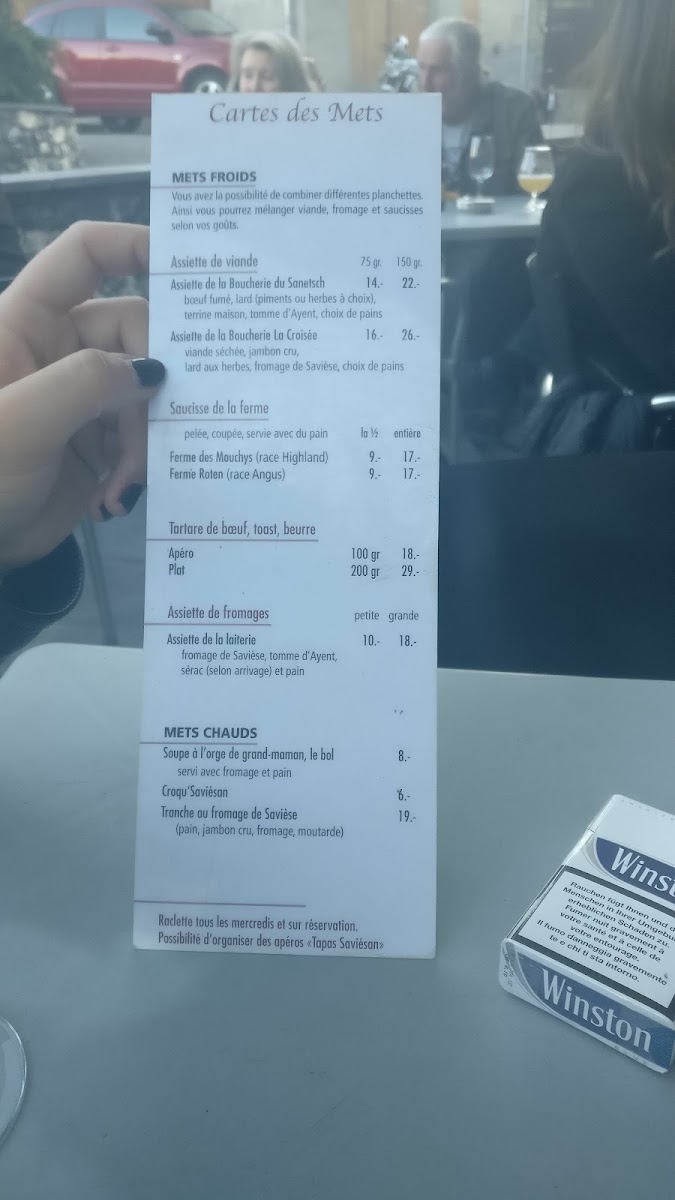 Cartes des Mets
METS FROIDS
Vous avez la possibilité de combiner différentes planchettes.
Ainsi vous pourrez mélanger viande, fromage et saucisses
selon vos goûts.
Assiette de viande 75 gr. 150 gr.
Assiette de la Boucherie du Sanetsch 14.- 22.-
bœuf fumé, lard (piments ou herbes à choix),
terrine maison, tomme d'Ayent, choix de pains
Assiette de la Boucherie La Croisée 16.- 26.-
viande séchée, jambon cru,
lard aux herbes, fromage de Savièse, choix de pains
Saucisse de la ferme
pelée, coupée, servie avec du pain la ½ entière
Ferme des Mouchys (race Highland) 9.- 17.-
Ferme Roten (race Angus) 9.- 17.-
Tartare de bœuf, toast, beurre
Apéro 100 gr 18.-
Plat 200 gr 29.-
Assiette de fromages petite grande
Assiette de la laiterie 10.- 18.-
fromage de Savièse, tomme d'Ayent,
sérac (selon arrivage) et pain
METS CHAUDS
Soupe à l'orge de grand-maman, le bol 8.-
servi avec fromage et pain
Croqu'Saviésan 6.-
Tranche au fromage de Savièse 19.-
(pain, jambon cru, fromage, moutarde)
Raclette tous les mercredis et sur réservation.
Possibilité d'organiser des apéros «Tapas Saviésan»
Winst
Rauchen fügt Ihnen und d
Menschen in Ihrer Umgebu
erheblichen Schaden zu.
Fumer nuit gravement à
votre santé et à celle de
votre entourage.
Il fumo danneggia gravemente
te e chi ti sta intorno.
Winston